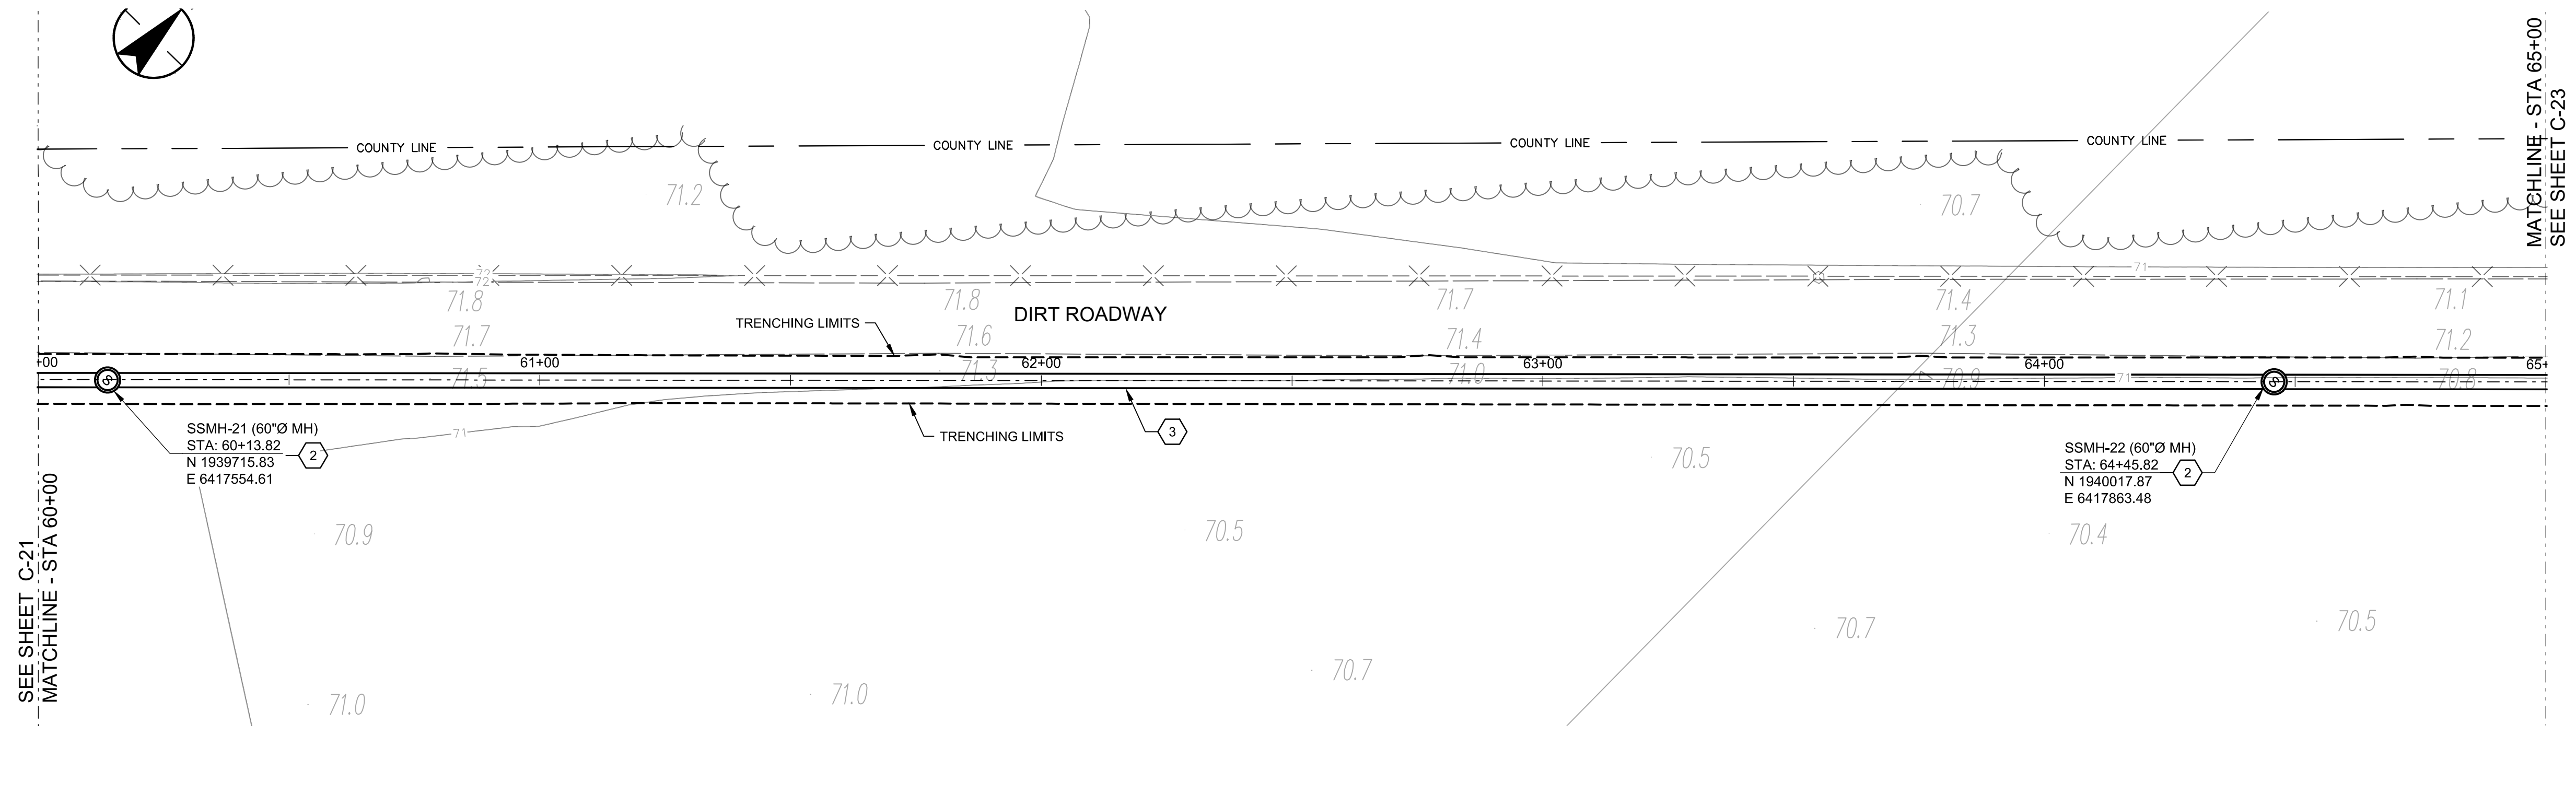 MATCHLINE - STA 65+00
SEE SHEET C-23
COUNTY LINE
COUNTY LINE
COUNTY LINE
COUNTY LINE
71.2
70.7
72
72
71
71.8
71.8
71.7
71.4
71.1
DIRT ROADWAY
TRENCHING LIMITS
71.7
71.6
71.4
71.3
71.2
+00
61+00
62+00
63+00
64+00
65+
71.5
71.3
71.0
70.9
71
70.8
S
S
SSMH-21 (60"Ø MH)
STA: 60+13.82
N 1939715.83
E 6417554.61
2
71
TRENCHING LIMITS
3
70.5
SSMH-22 (60"Ø MH)
STA: 64+45.82
N 1940017.87
E 6417863.48
2
SEE SHEET C-21
MATCHLINE - STA 60+00
70.9
70.5
70.4
70.7
70.5
71.0
71.0
70.7